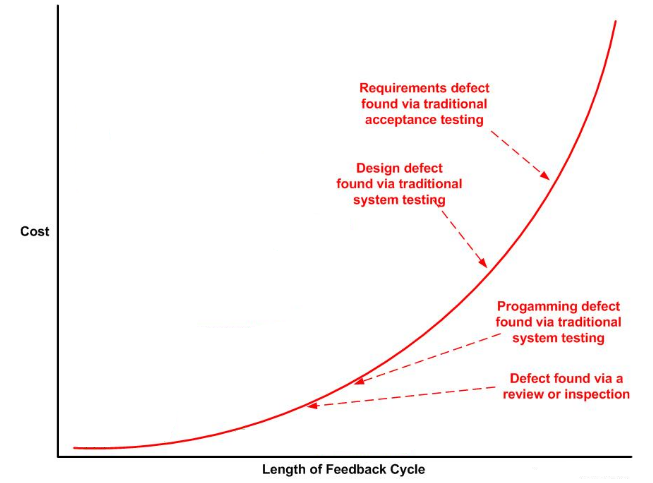 Requirements defect
found via traditional
acceptance testing
Design defect
found via traditional
system testing
Cost
Progamming defect
found via traditional
system testing
Defect found via a
review or inspection
Length of Feedback Cycle